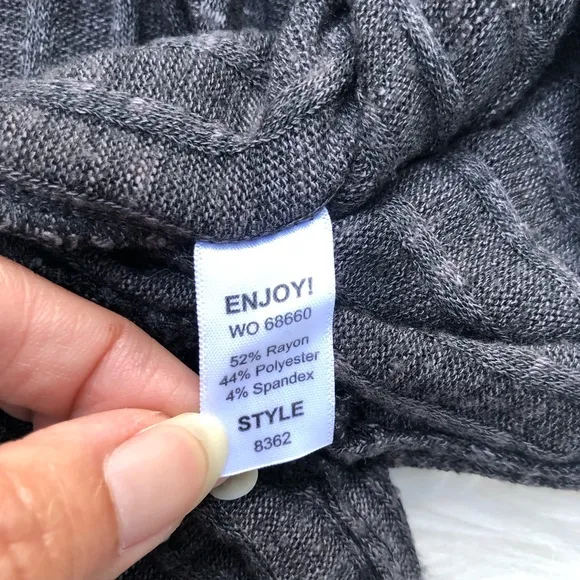 ENJOY!
WO 68660
52% Rayon
44% Polyester
4% Spandex
STYLE
8362